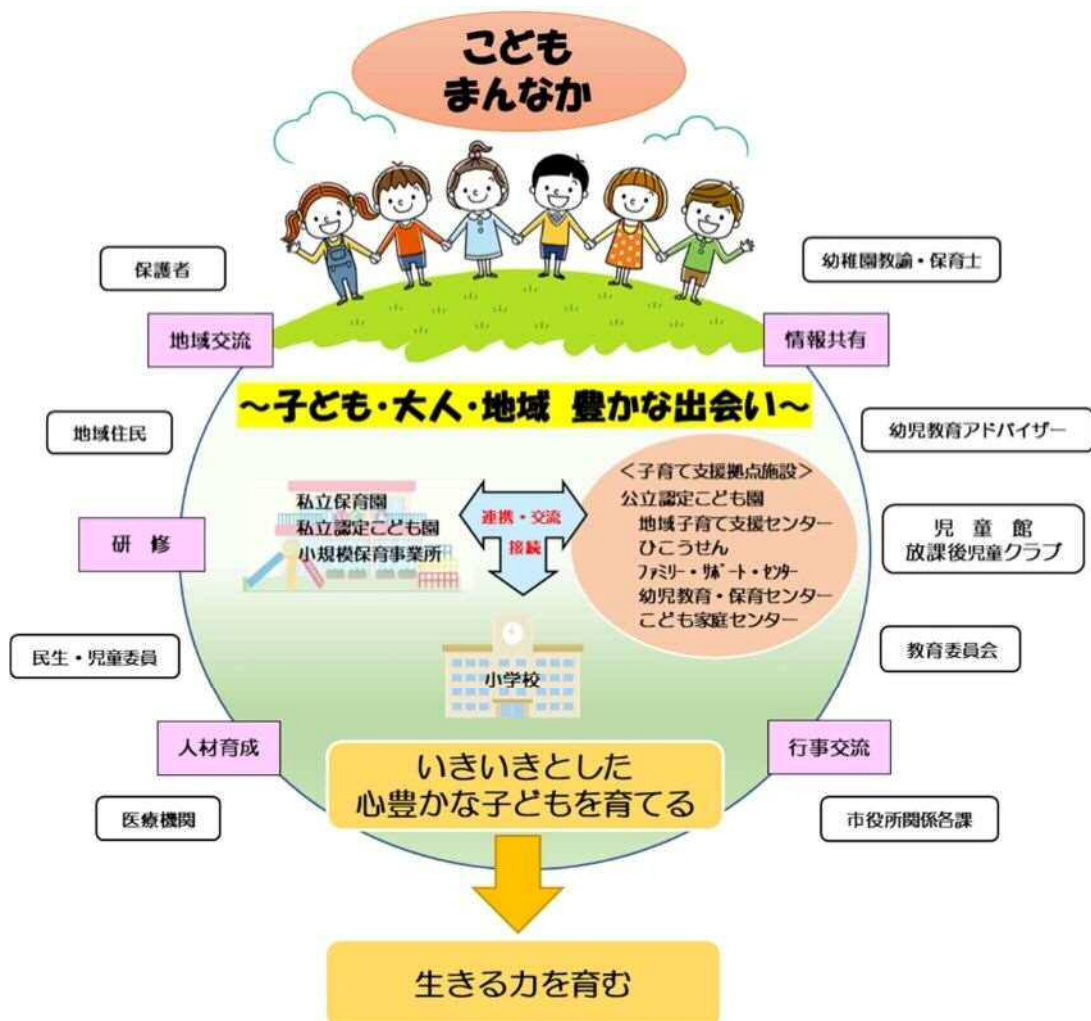 こども
まんなか
保護者
幼稚園教諭・保育士
地域交流
情報共有
～子ども・大人・地域 豊かな出会い～
地域住民
幼児教育アドバイザー
私立保育園
私立認定こども園
小規模保育事業所
連携・交流
接続
＜子育て支援拠点施設＞
公立認定こども園
地域子育て支援センター
ひこうせん
ﾌｧﾐﾘｰ・ｻﾎﾟｰﾄ・ｾﾝﾀｰ
幼児教育・保育センター
こども家庭センター
研 修
児 童 館
放課後児童クラブ
民生・児童委員
教育委員会
小学校
人材育成
行事交流
いきいきとした
心豊かな子どもを育てる
医療機関
市役所関係各課
生きる力を育む